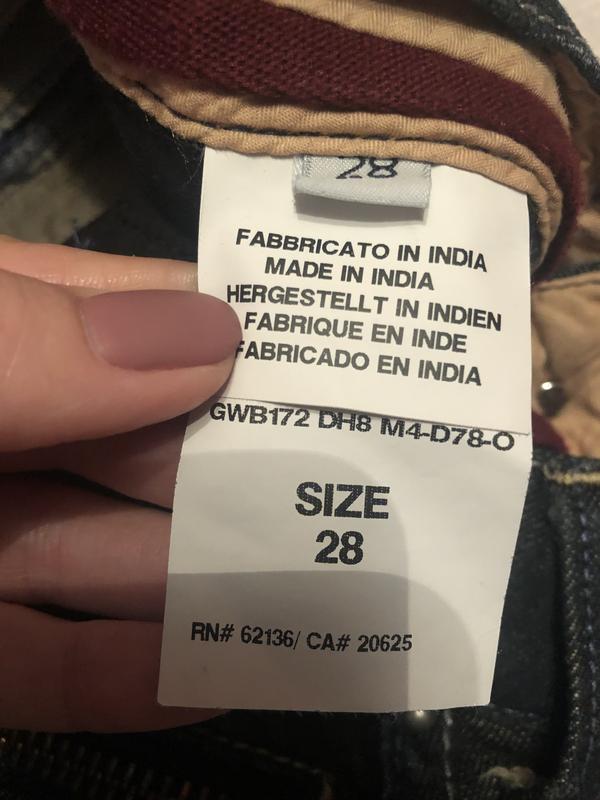 28
FABBRICATO IN INDIA
MADE IN INDIA
HERGESTELLT IN INDIEN
FABRIQUE EN INDE
FABRICADO EN INDIA
GWB172 DH8 M4-D78-O
SIZE
28
RN# 62136/ CA# 20625